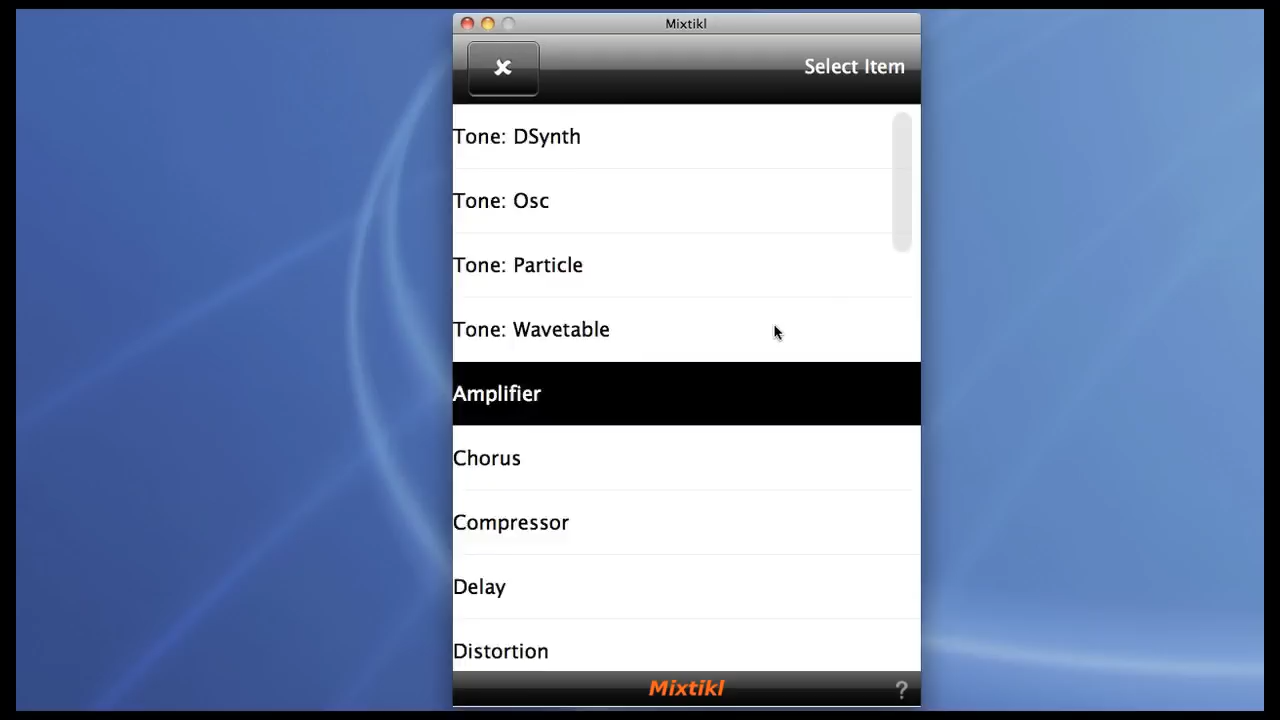 Mixtikl
Select Item
Tone: DSynth
Tone: Osc
Tone: Particle
Tone: Wavetable
Amplifier
Chorus
Compressor
Delay
Distortion
Mixtikl
?